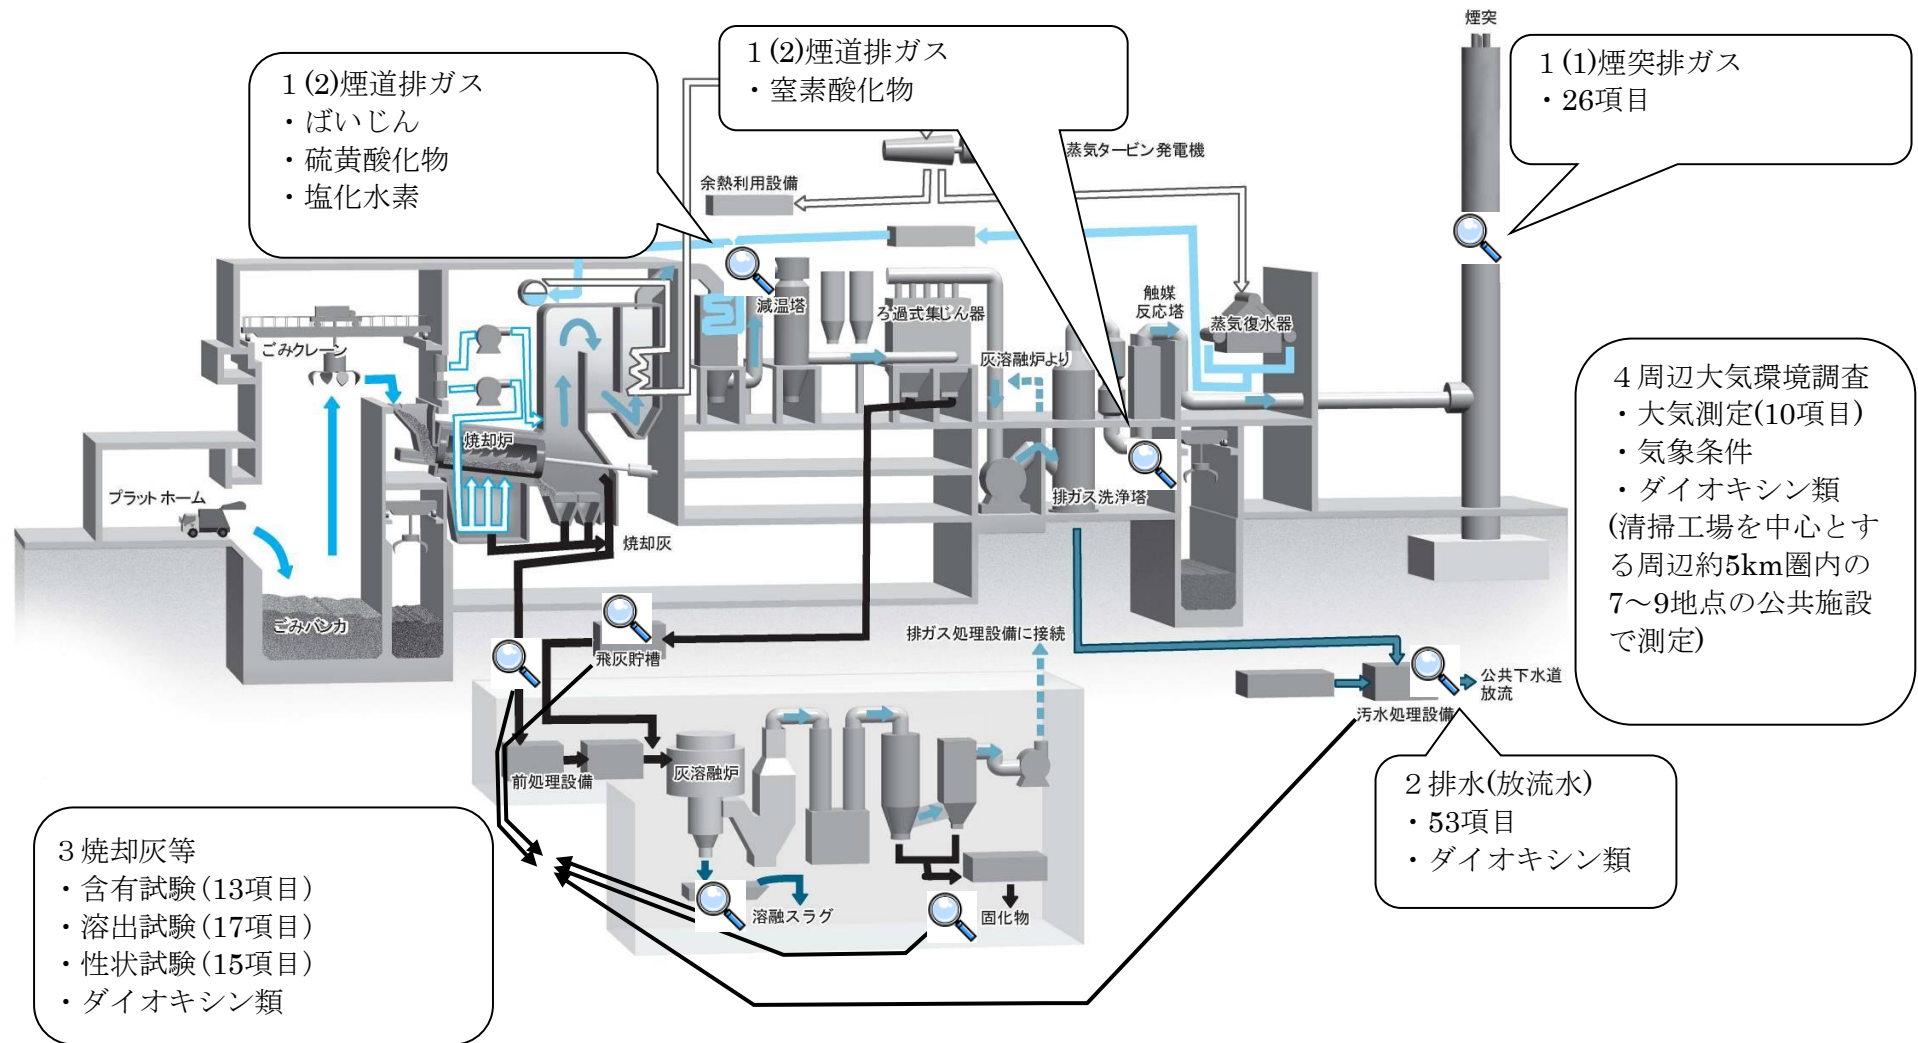 煙突
1(2)煙道排ガス
・ばいじん
・硫黄酸化物
・塩化水素
1(2)煙道排ガス
・窒素酸化物
1(1)煙突排ガス
・26項目
蒸気タービン発電機
余熱利用設備
減温塔
ろ過式集じん器
触媒
反応塔
蒸気復水器
ごみクレーン
灰溶融炉より
焼却炉
プラットホーム
排ガス洗浄塔
焼却灰
ごみバンカ
飛灰貯槽
排ガス処理設備に接続
公共下水道
放流
汚水処理設備
前処理設備
灰溶融炉
溶融スラグ
固化物
4周辺大気環境調査
・大気測定(10項目)
・気象条件
・ダイオキシン類
(清掃工場を中心とす
る周辺約5km圏内の
7～9地点の公共施設
で測定)
2排水(放流水)
・53項目
・ダイオキシン類
3焼却灰等
・含有試験(13項目)
・溶出試験(17項目)
・性状試験(15項目)
・ダイオキシン類